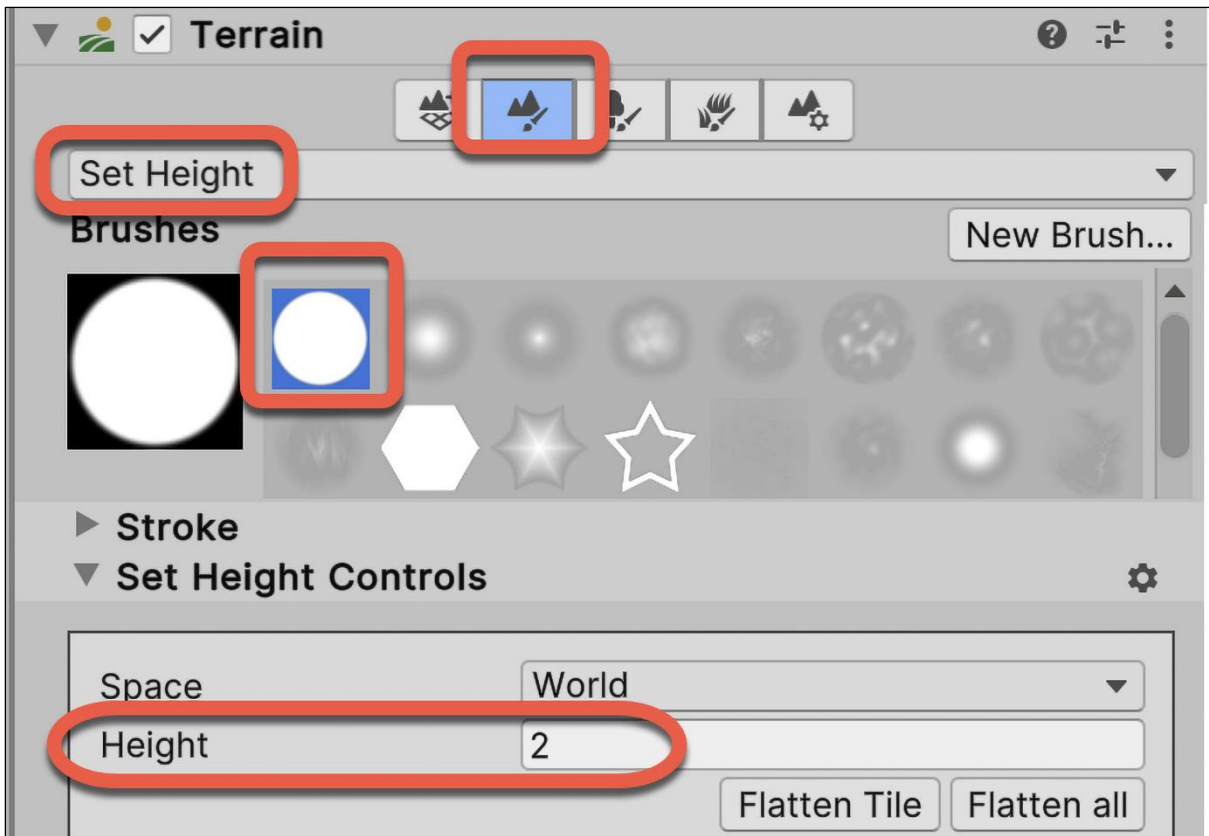 Terrain
Set Height
Brushes
New Brush...
Stroke
Set Height Controls
Space World
Height 2
Flatten Tile Flatten all